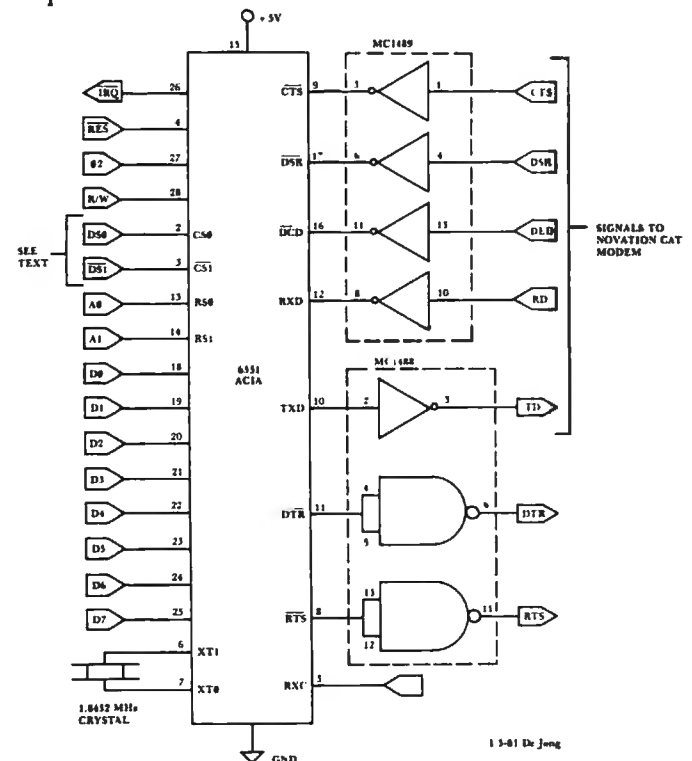 + 5V
15
MC1489
IRQ 26
CTS 9 3 1 CTS
RES 4
02 27
DSR 17 6 4 DSR
R/W 28
DS0 2 CS0
DCD 16 11 13
SEE
TEXT
SIGNALS TO
NOVATION CAT
MODEM
DS1 3 CS1
A0 13 RS0
RXD 12 8 10 RD
A1 14 RS1
D0 18
6551
ACIA
MC1488
D1 19
TXD 10 2 3 TD
D2 20
D3 21
D4 22
DTR 11 4 5 6 DTR
D5 23
D6 24
D7 25
RTS 8 13 12 11 RTS
6 XT1
7 XT0
RXC 5
1.8432 MHz
CRYSTAL
GND
1-5-81 De Jong